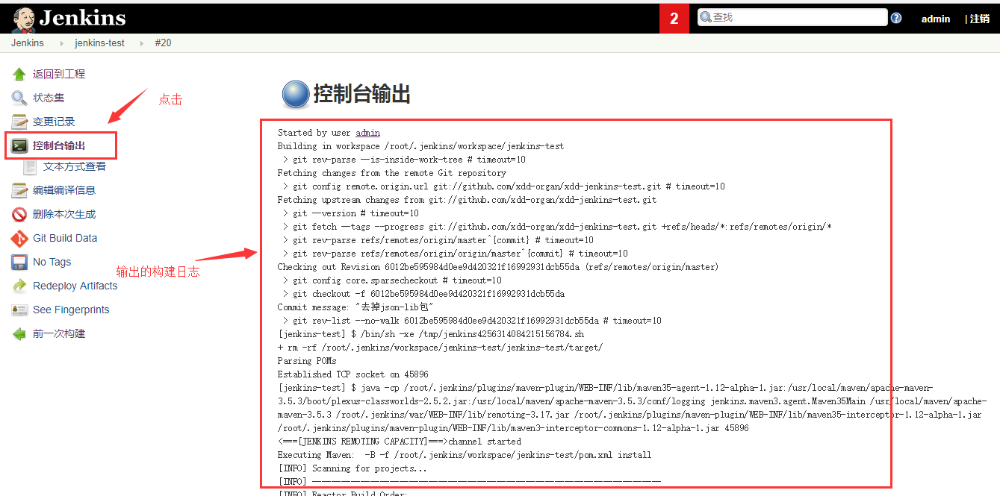 Jenkins
2
查找
admin
| 注销
Jenkins
jenkins-test
#20
返回到工程
状态集
变更记录
控制台输出
文本方式查看
编辑编译信息
删除本次生成
Git Build Data
No Tags
Redeploy Artifacts
See Fingerprints
前一次构建
点击
输出的构建日志
控制台输出
Started by user admin
Building in workspace /root/.jenkins/workspace/jenkins-test
> git rev-parse --is-inside-work-tree # timeout=10
Fetching changes from the remote Git repository
> git config remote.origin.url git://github.com/xdd-organ/xdd-jenkins-test.git # timeout=10
Fetching upstream changes from git://github.com/xdd-organ/xdd-jenkins-test.git
> git --version # timeout=10
> git fetch --tags --progress git://github.com/xdd-organ/xdd-jenkins-test.git +refs/heads/*:refs/remotes/origin/*
> git rev-parse refs/remotes/origin/master^{commit} # timeout=10
> git rev-parse refs/remotes/origin/origin/master^{commit} # timeout=10
Checking out Revision 6012be595984d0ee9d420321f16992931dcb55da (refs/remotes/origin/master)
> git config core.sparsecheckout # timeout=10
> git checkout -f 6012be595984d0ee9d420321f16992931dcb55da
Commit message: "去掉json-lib包"
> git rev-list --no-walk 6012be595984d0ee9d420321f16992931dcb55da # timeout=10
[jenkins-test] $ /bin/sh -xe /tmp/jenkins4256314084215156784.sh
+ rm -rf /root/.jenkins/workspace/jenkins-test/jenkins-test/target/
Parsing POMs
Established TCP socket on 45896
[jenkins-test] $ java -cp /root/.jenkins/plugins/maven-plugin/WEB-INF/lib/maven35-agent-1.12-alpha-1.jar:/usr/local/maven/apache-maven-
3.5.3/boot/plexus-classworlds-2.5.2.jar:/usr/local/maven/apache-maven-3.5.3/conf/logging jenkins.maven3.agent.Maven35Main /usr/local/maven/apache-
maven-3.5.3 /root/.jenkins/war/WEB-INF/lib/remoting-3.17.jar /root/.jenkins/plugins/maven-plugin/WEB-INF/lib/maven35-interceptor-1.12-alpha-1.jar
/root/.jenkins/plugins/maven-plugin/WEB-INF/lib/maven3-interceptor-commons-1.12-alpha-1.jar 45896
<===[JENKINS REMOTING CAPACITY]===>channel started
Executing Maven:  -B -f /root/.jenkins/workspace/jenkins-test/pom.xml install
[INFO] Scanning for projects...
[INFO] ------------------------------------------------------------------------
[INFO] Reactor Build Order: